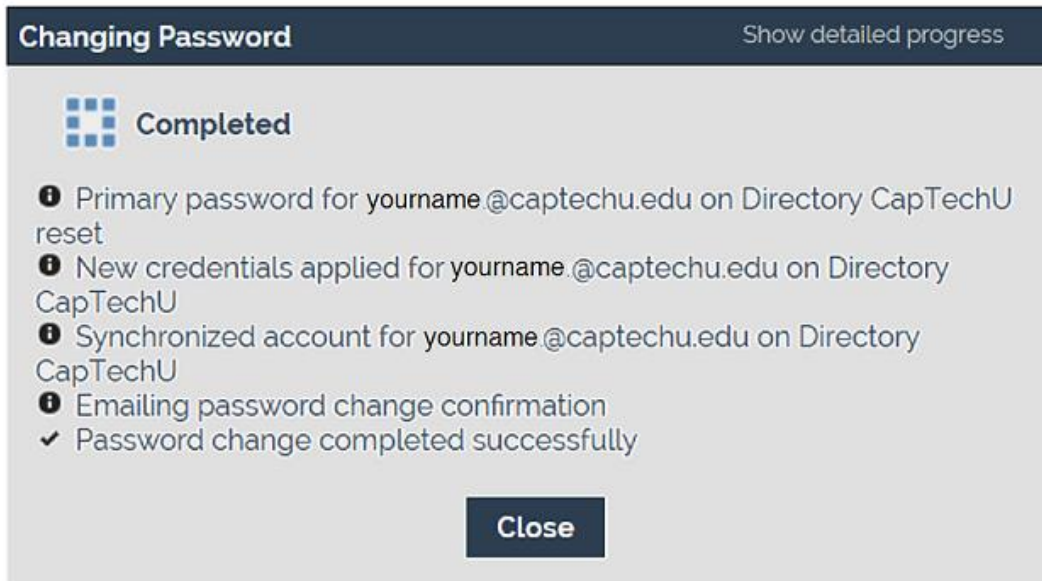 Changing Password
Show detailed progress
Completed
Primary password for yourname.@captechu.edu on Directory CapTechU
reset
New credentials applied for yourname.@captechu.edu on Directory
CapTechU
Synchronized account for yourname.@captechu.edu on Directory
CapTechU
Emailing password change confirmation
Password change completed successfully
Close